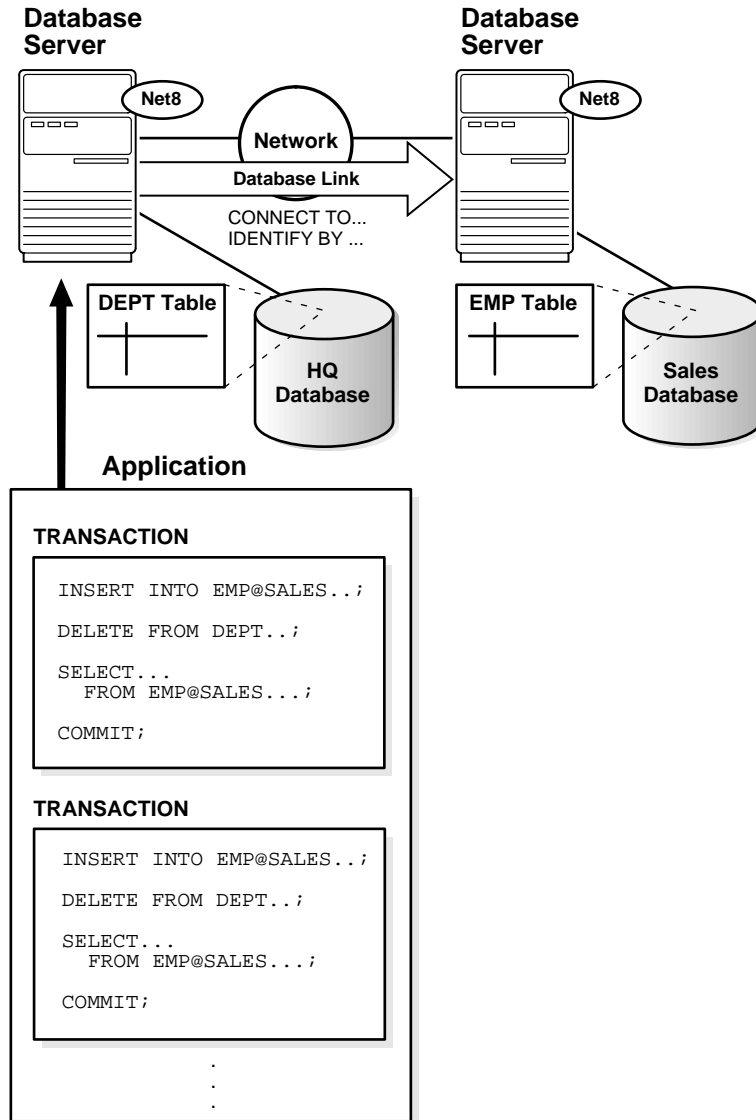 Database
Server
Database
Server
Net8
Net8
Network
Database Link
CONNECT TO...
IDENTIFY BY ...
DEPT Table
HQ
Database
EMP Table
Sales
Database
Application
TRANSACTION
INSERT INTO EMP@SALES..;
DELETE FROM DEPT..;
SELECT...
FROM EMP@SALES...;
COMMIT;
TRANSACTION
INSERT INTO EMP@SALES..;
DELETE FROM DEPT..;
SELECT...
FROM EMP@SALES...;
COMMIT;
.
.
.